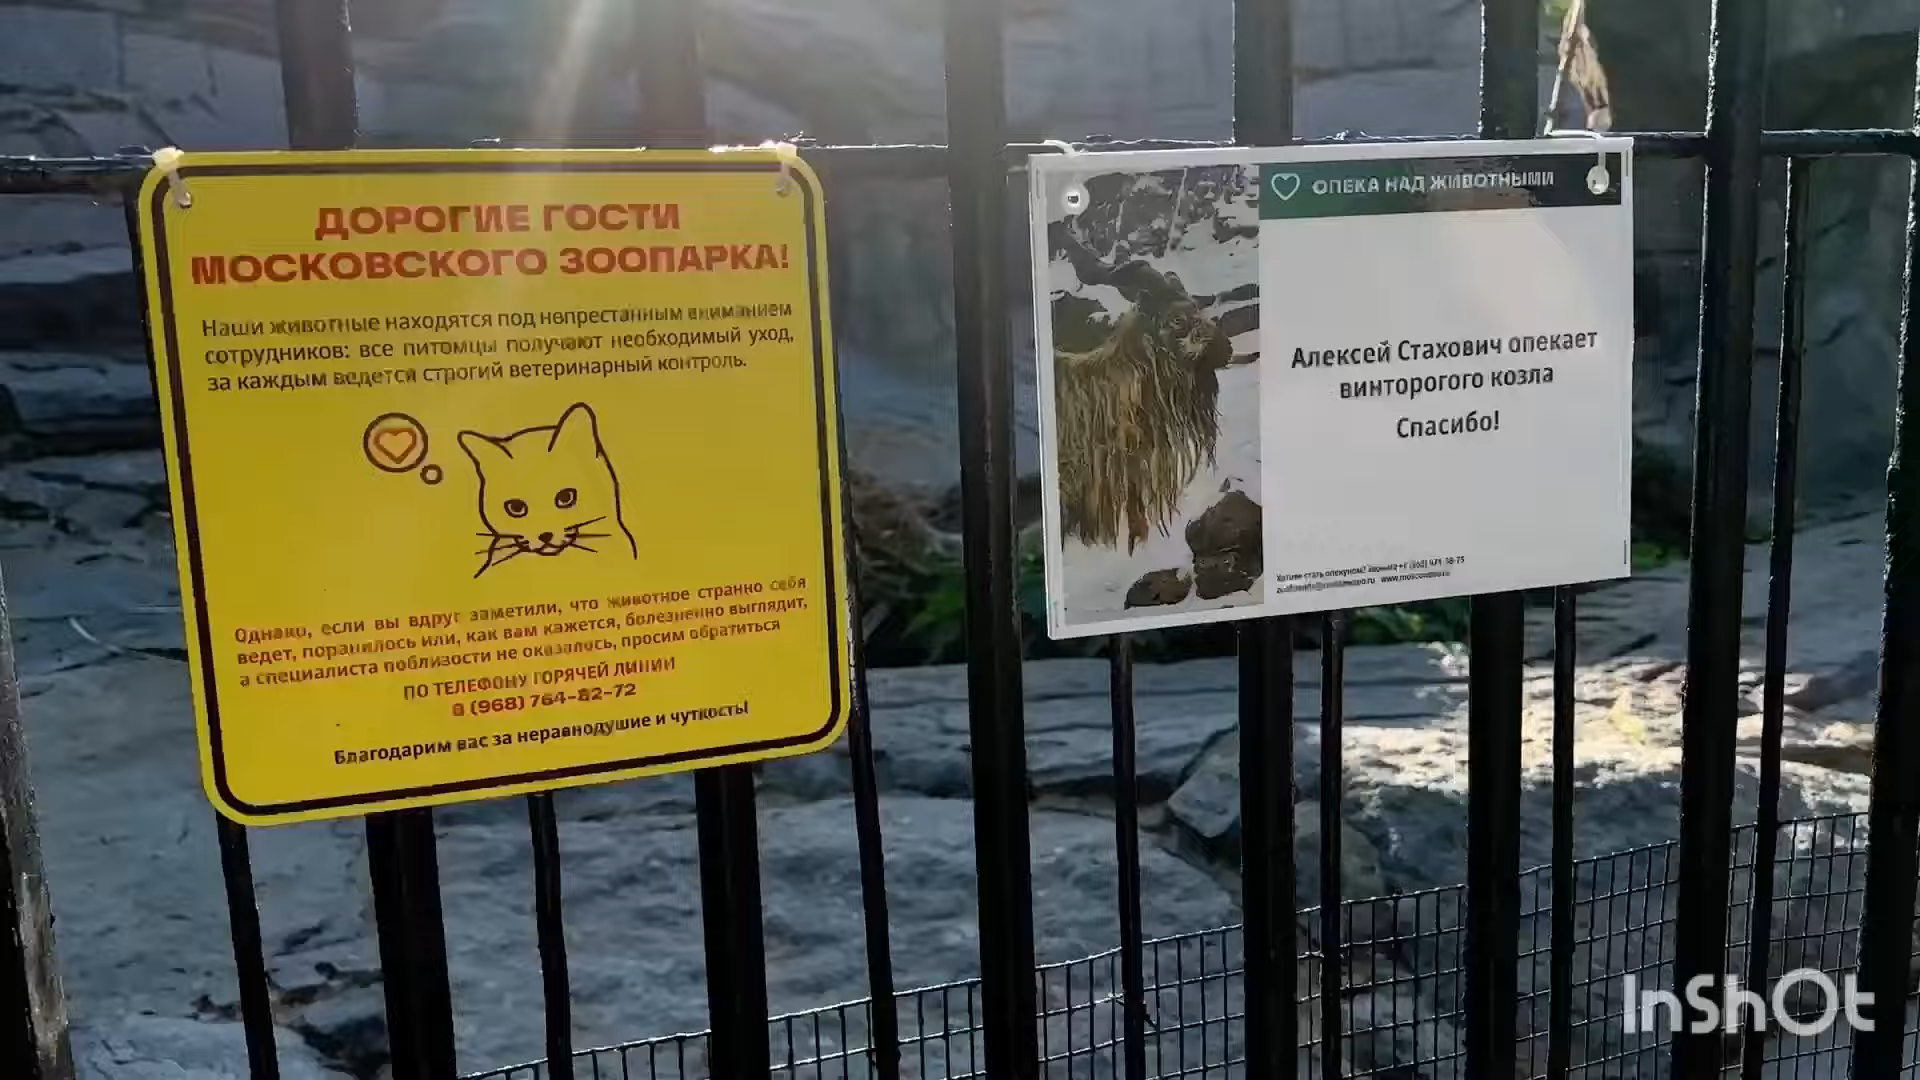 ДОРОГИЕ ГОСТИ
МОСКОВСКОГО ЗООПАРКА!
Наши животные находятся под непрестанным вниманием
сотрудников: все питомцы получают необходимый уход,
за каждым ведется строгий ветеринарный контроль.
Однако, если вы вдруг заметили, что животное странно себя
ведет, поранилось или, как вам кажется, болезненно выглядит,
а специалиста поблизости не оказалось, просим обратиться
ПО ТЕЛЕФОНУ ГОРЯЧЕЙ ЛИНИИ
8 (968) 764-82-72
Благодарим вас за неравнодушие и чуткость!
ОПЕКА НАД ЖИВОТНЫМИ
Алексей Стахович опекает
винторогого козла
Спасибо!
Хотите стать опекуном?
InShOt